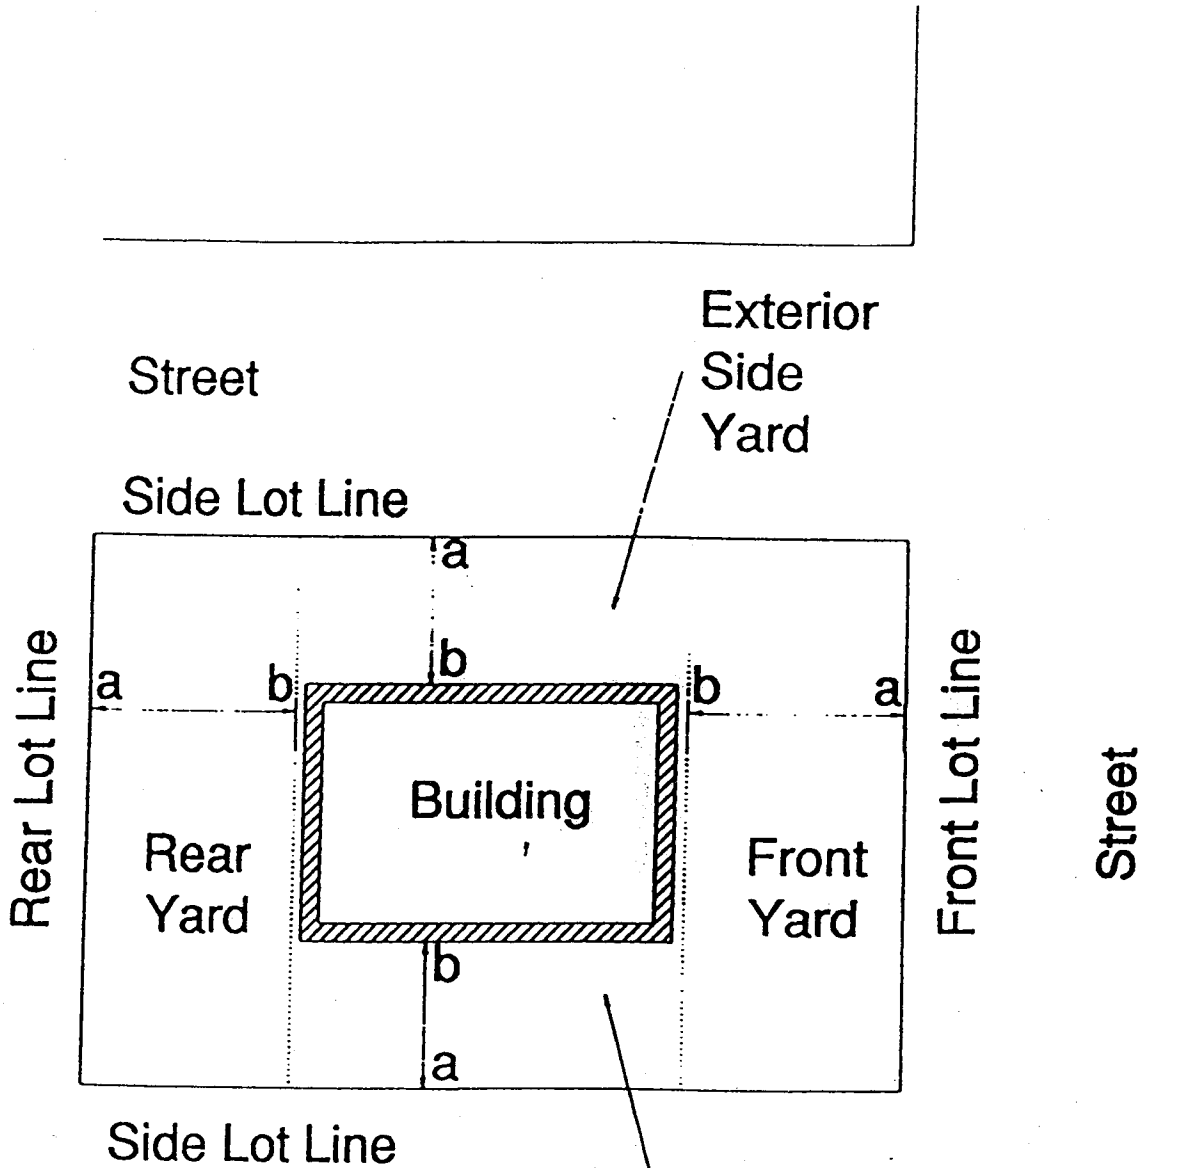 Exterior
Side
Yard
Street
Side Lot Line
a
b
a
b
b
a
Rear Lot Line
Front Lot Line
Street
Building
Rear
Yard
Front
Yard
b
a
Side Lot Line